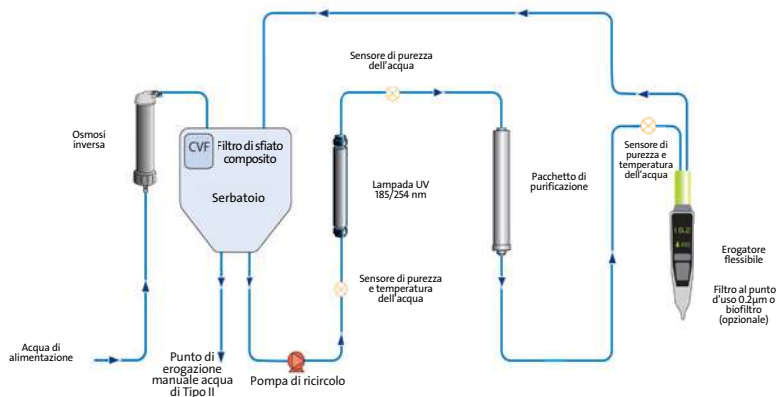 Sensore di purezza
dell'acqua
Osmosi
inversa
CVF
Filtro di sfiato
composito
Serbatoio
Lampada UV
185/254 nm
Pacchetto di
purificazione
Sensore di
purezza e
temperatura
dell'acqua
Erogatore
flessibile
Filtro al punto
d'uso 0.2µm o
biofiltro
(opzionale)
Sensore di purezza
e temperatura
dell'acqua
Acqua di
alimentazione
Punto di
erogazione
manuale acqua
di Tipo II
Pompa di ricircolo